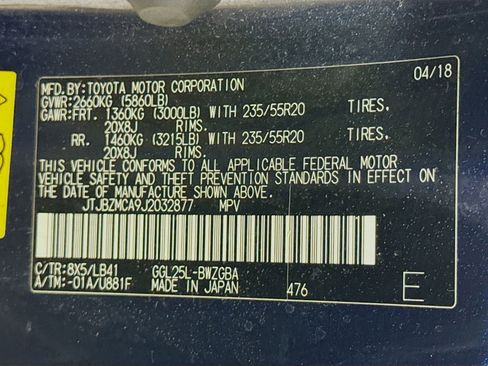 MFD.BY:TOYOTA MOTOR CORPORATION 04/18
GVWR:2660KG (5860LB)
GAWR:FRT. 1360KG (3000LB) WITH 235/55R20 TIRES,
20X8J RIMS.
RR. 1460KG (3215LB) WITH 235/55R20 TIRES,
20X8J RIMS.
THIS VEHICLE CONFORMS TO ALL APPLICABLE FEDERAL MOTOR
VEHICLE SAFETY AND THEFT PREVENTION STANDARDS IN EFFECT ON
THE DATE OF MANUFACTURE SHOWN ABOVE.
JTJBZMCA9J2032877 MPV
C/TR:8X5/LB41 GGL25L-BWZGBA
A/TM:-01A/U881F MADE IN JAPAN 476 E